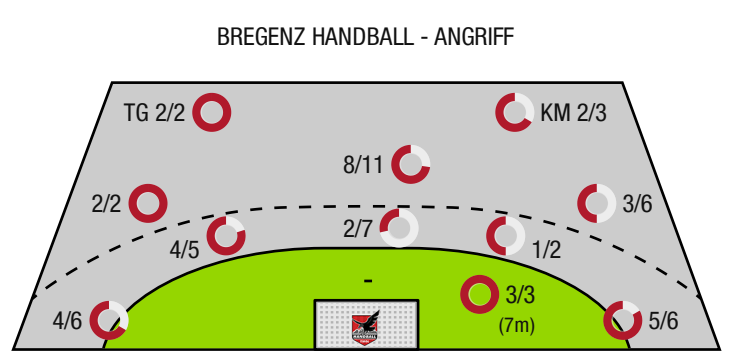 BREGENZ HANDBALL - ANGRIFF
TG 2/2
KM 2/3
8/11
2/2
3/6
4/5
2/7
1/2
-
3/3
(7m)
4/6
5/6
HANDBALL